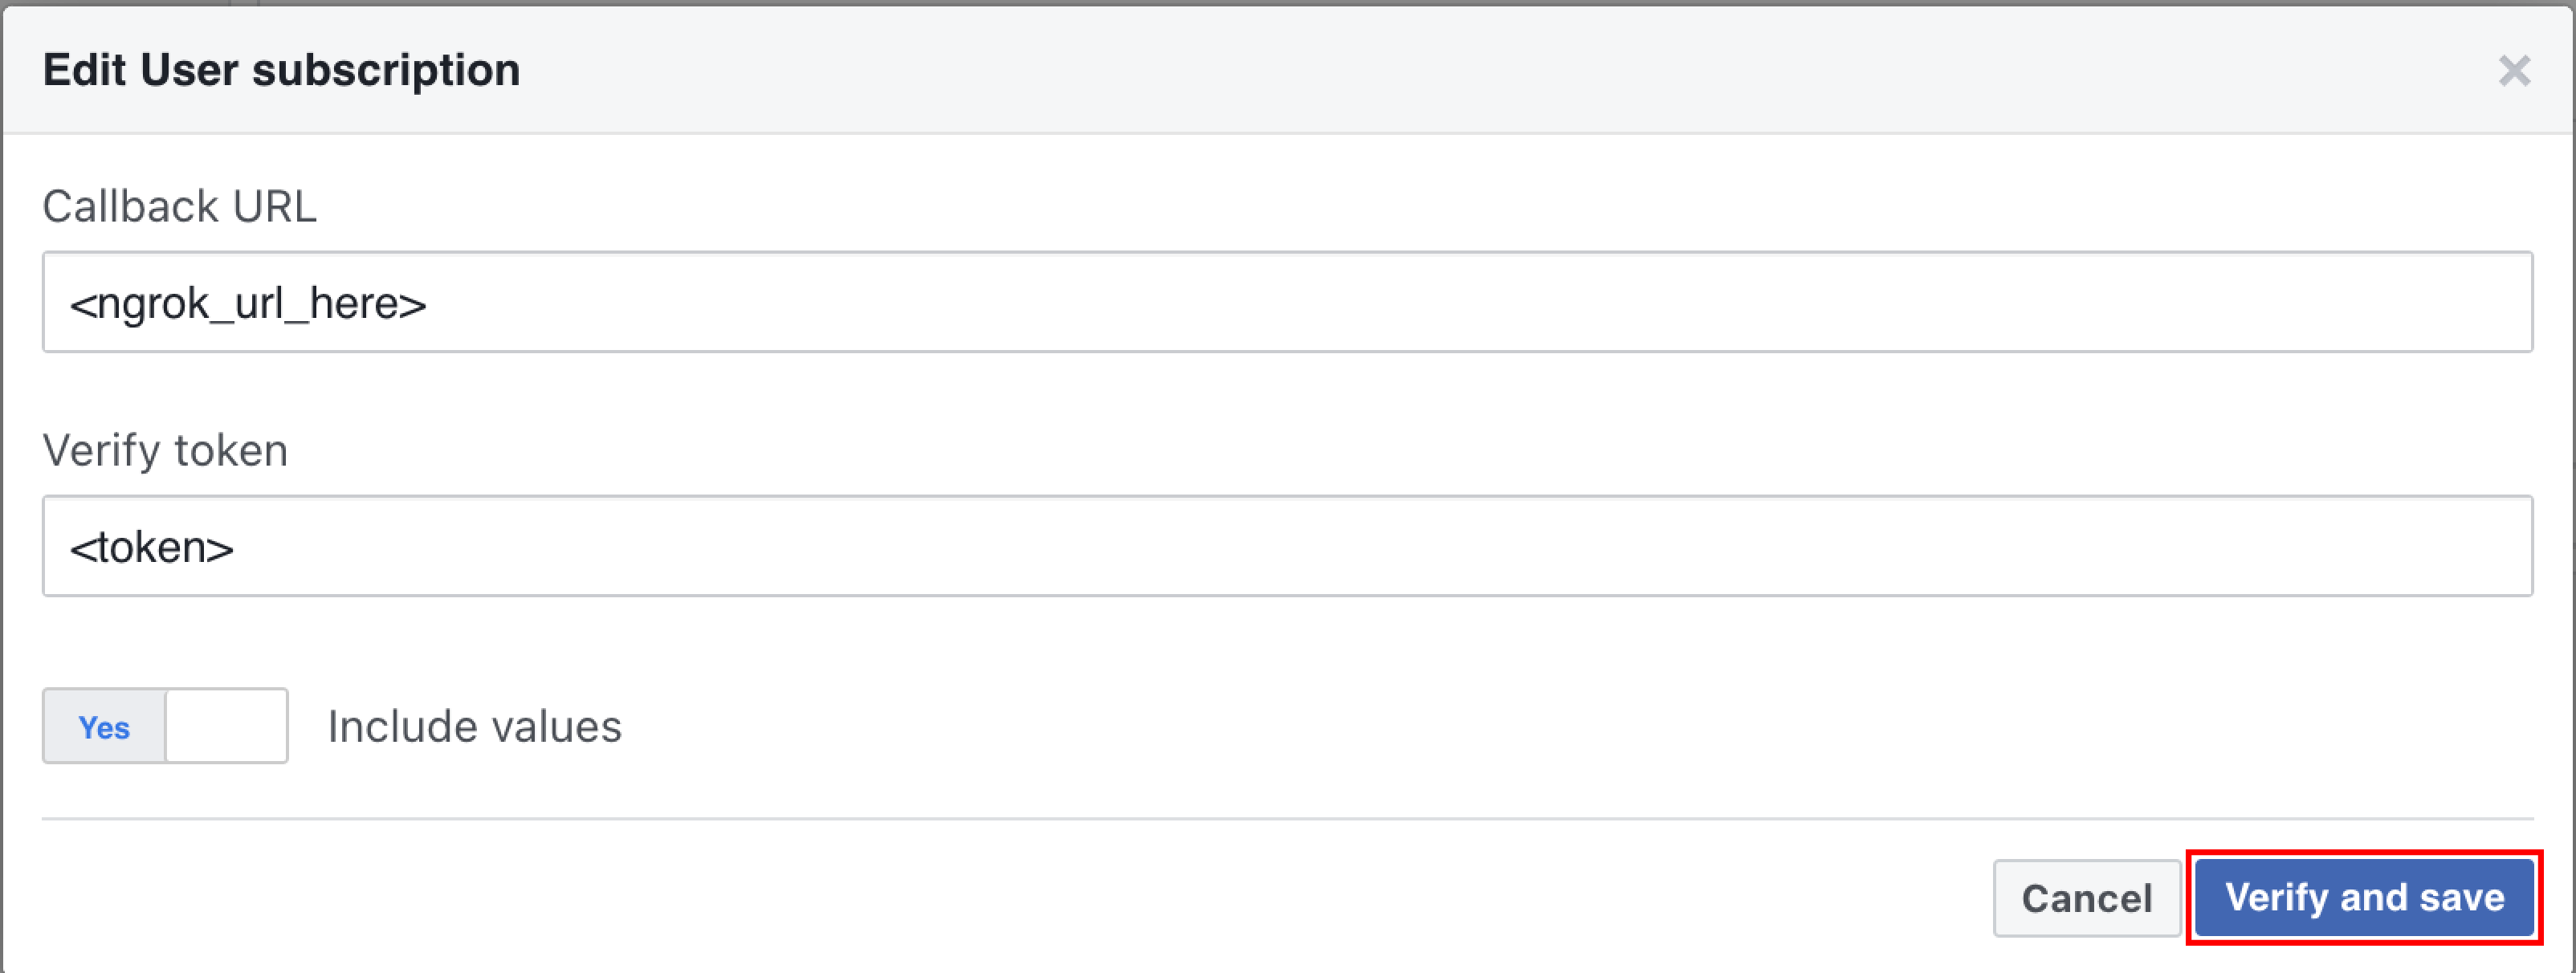 Edit User subscription
Callback URL
<ngrok_url_here>
Verify token
<token>
Yes
Include values
Cancel
Verify and save